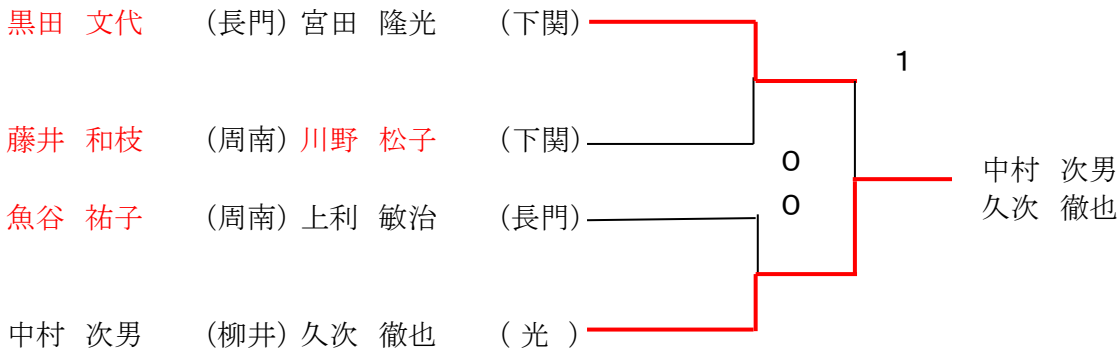 黒田 文代 (長門) 宮田 隆光 (下関)
1
藤井 和枝 (周南) 川野 松子 (下関)
0
中村 次男
0
久次 徹也
魚谷 祐子 (周南) 上利 敏治 (長門)
中村 次男 (柳井) 久次 徹也 ( 光 )